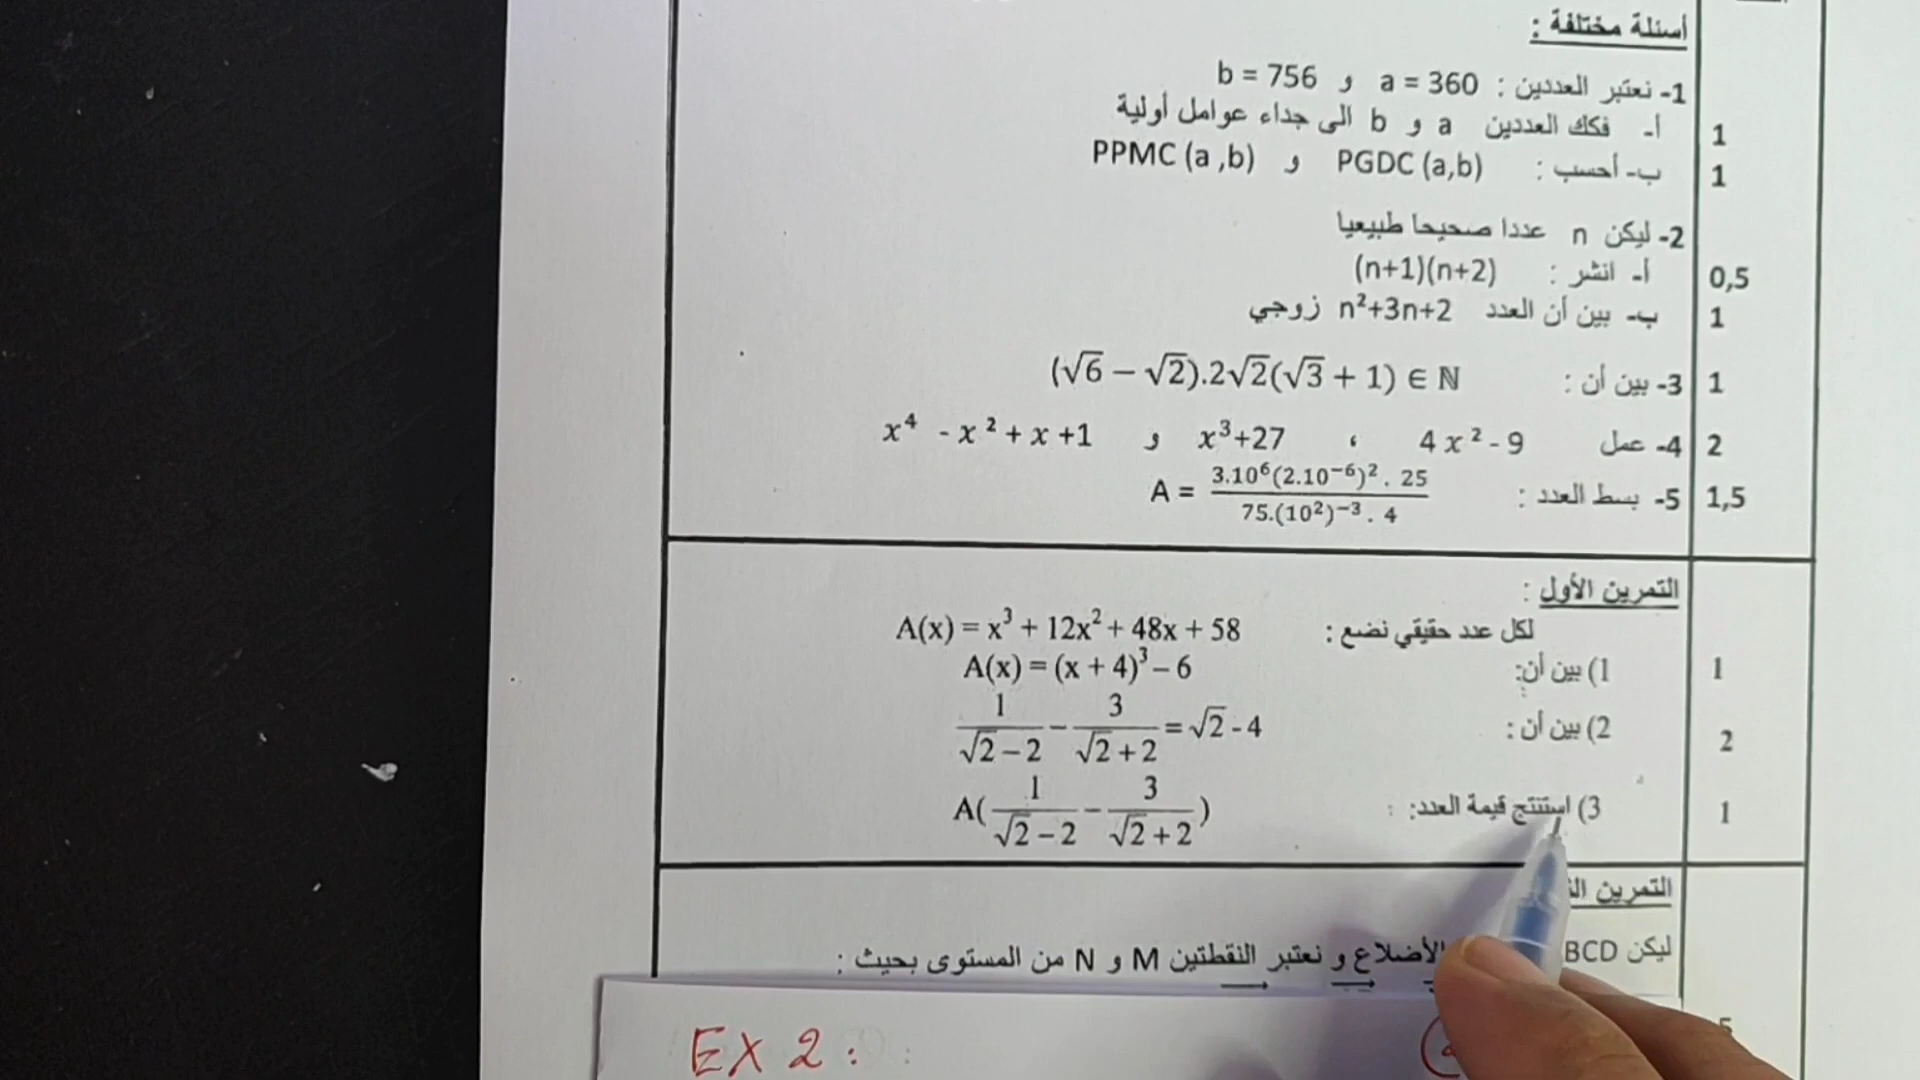 أسئلة مختلفة :
1- نعتبر العددين : a = 360 و b = 756
أ- فكك العددين a و b الى جداء عوامل أولية 1
ب- أحسب : PGDC (a,b) و PPMC (a ,b) 1
2- ليكن n عددا صحيحا طبيعيا
أ- انشر : (n+1)(n+2) 0,5
ب- بين أن العدد n²+3n+2 زوجي 1
3- بين أن : (√6 − √2).2√2(√3 + 1) ∈ ℕ 1
4- عمل 4 x² - 9 ، x³+27 و x⁴ - x² + x +1 2
5- بسط العدد : A = 3.10⁶(2.10⁻⁶)² . 25 / 75.(10²)⁻³ . 4 1,5
التمرين الأول :
لكل عدد حقيقي نضع : A(x) = x³ + 12x² + 48x + 58
1) بين أن: A(x) = (x + 4)³ – 6 1
2) بين أن : 1/(√2 – 2) – 3/(√2 + 2) = √2 - 4 2
3) استنتج قيمة العدد: A( 1/(√2 – 2) – 3/(√2 + 2) ) 1
التمرين
ليكن BCD الأضلاع و نعتبر النقطتين M و N من المستوى بحيث :
EX 2 :